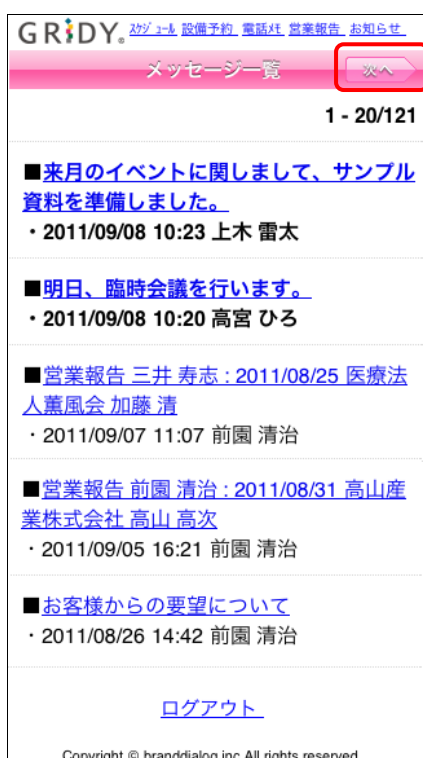 GRiDY. ｽｹｼﾞｭｰﾙ 設備予約 電話ﾒﾓ 営業報告 お知らせ
メッセージ一覧 次へ
1 - 20/121
■来月のイベントに関しまして、サンプル
資料を準備しました。
・2011/09/08 10:23 上木 雷太
■明日、臨時会議を行います。
・2011/09/08 10:20 高宮 ひろ
■営業報告 三井 寿志 : 2011/08/25 医療法
人薫風会 加藤 清
・2011/09/07 11:07 前園 清治
■営業報告 前園 清治 : 2011/08/31 高山産
業株式会社 高山 高次
・2011/09/05 16:21 前園 清治
■お客様からの要望について
・2011/08/26 14:42 前園 清治
ログアウト
Copyright © branddialog,inc All rights reserved